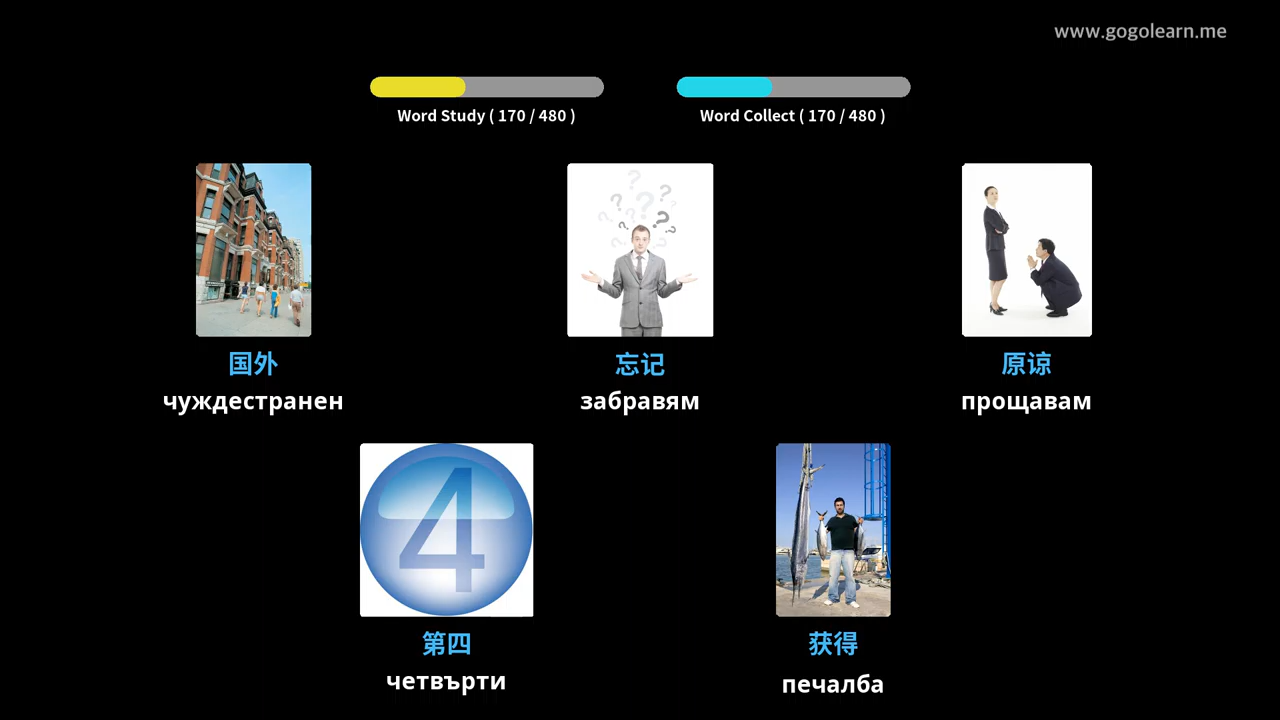 www.gogolearn.me
Word Study ( 170 / 480 )
Word Collect ( 170 / 480 )
国外
忘记
原谅
чуждестранен
забравям
прощавам
4
第四
获得
четвърти
печалба